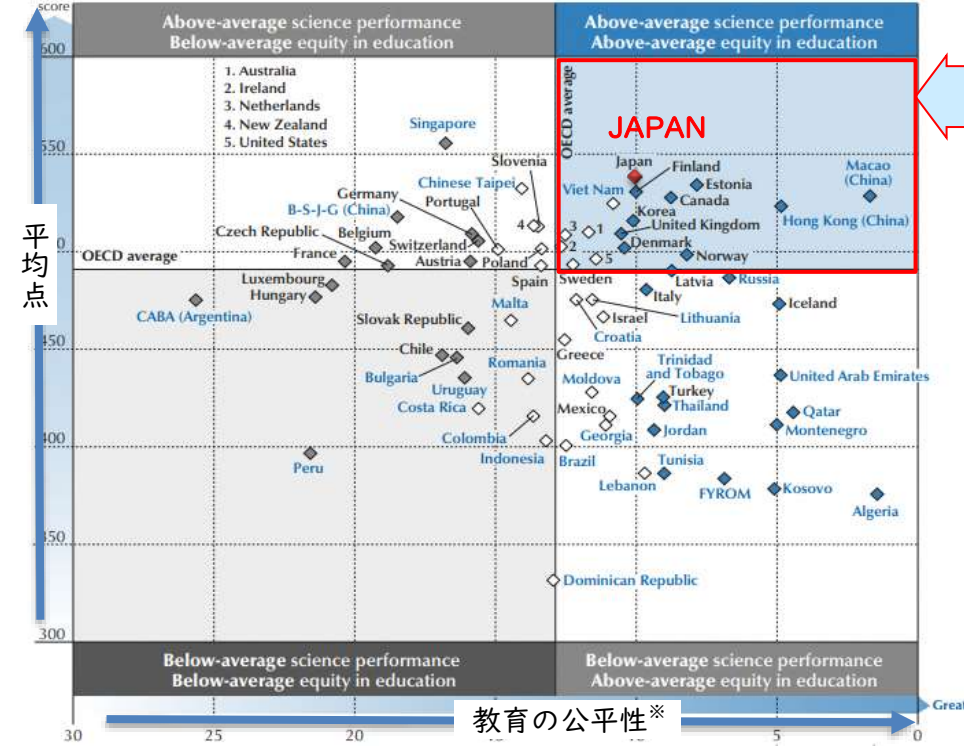 score
Above-average science performance
Below-average equity in education
Above-average science performance
Above-average equity in education
600
1. Australia
2. Ireland
3. Netherlands
4. New Zealand
5. United States
OECD average
JAPAN
Singapore
550
Slovenia
Japan
Finland
Macao
(China)
Chinese Taipei
Viet Nam
Estonia
Germany
Canada
B-S-J-G (China)
Portugal
Korea
Hong Kong (China)
Czech Republic
Belgium
Switzerland
4
3
1
United Kingdom
2
Denmark
OECD average
France
Austria
Poland
5
Norway
Luxembourg
Spain
Sweden
Latvia
Russia
Hungary
Italy
CABA (Argentina)
Malta
Iceland
Slovak Republic
Israel
Lithuania
Croatia
450
Chile
Romania
Greece
Trinidad
and Tobago
Bulgaria
Moldova
United Arab Emirates
Uruguay
Turkey
Costa Rica
Mexico
Thailand
Qatar
Colombia
Georgia
Jordan
Montenegro
400
Indonesia
Brazil
Tunisia
Peru
Lebanon
FYROM
Kosovo
Algeria
350
Dominican Republic
300
Below-average science performance
Below-average equity in education
Below-average science performance
Above-average equity in education
平均点
教育の公平性※
30
25
20
0